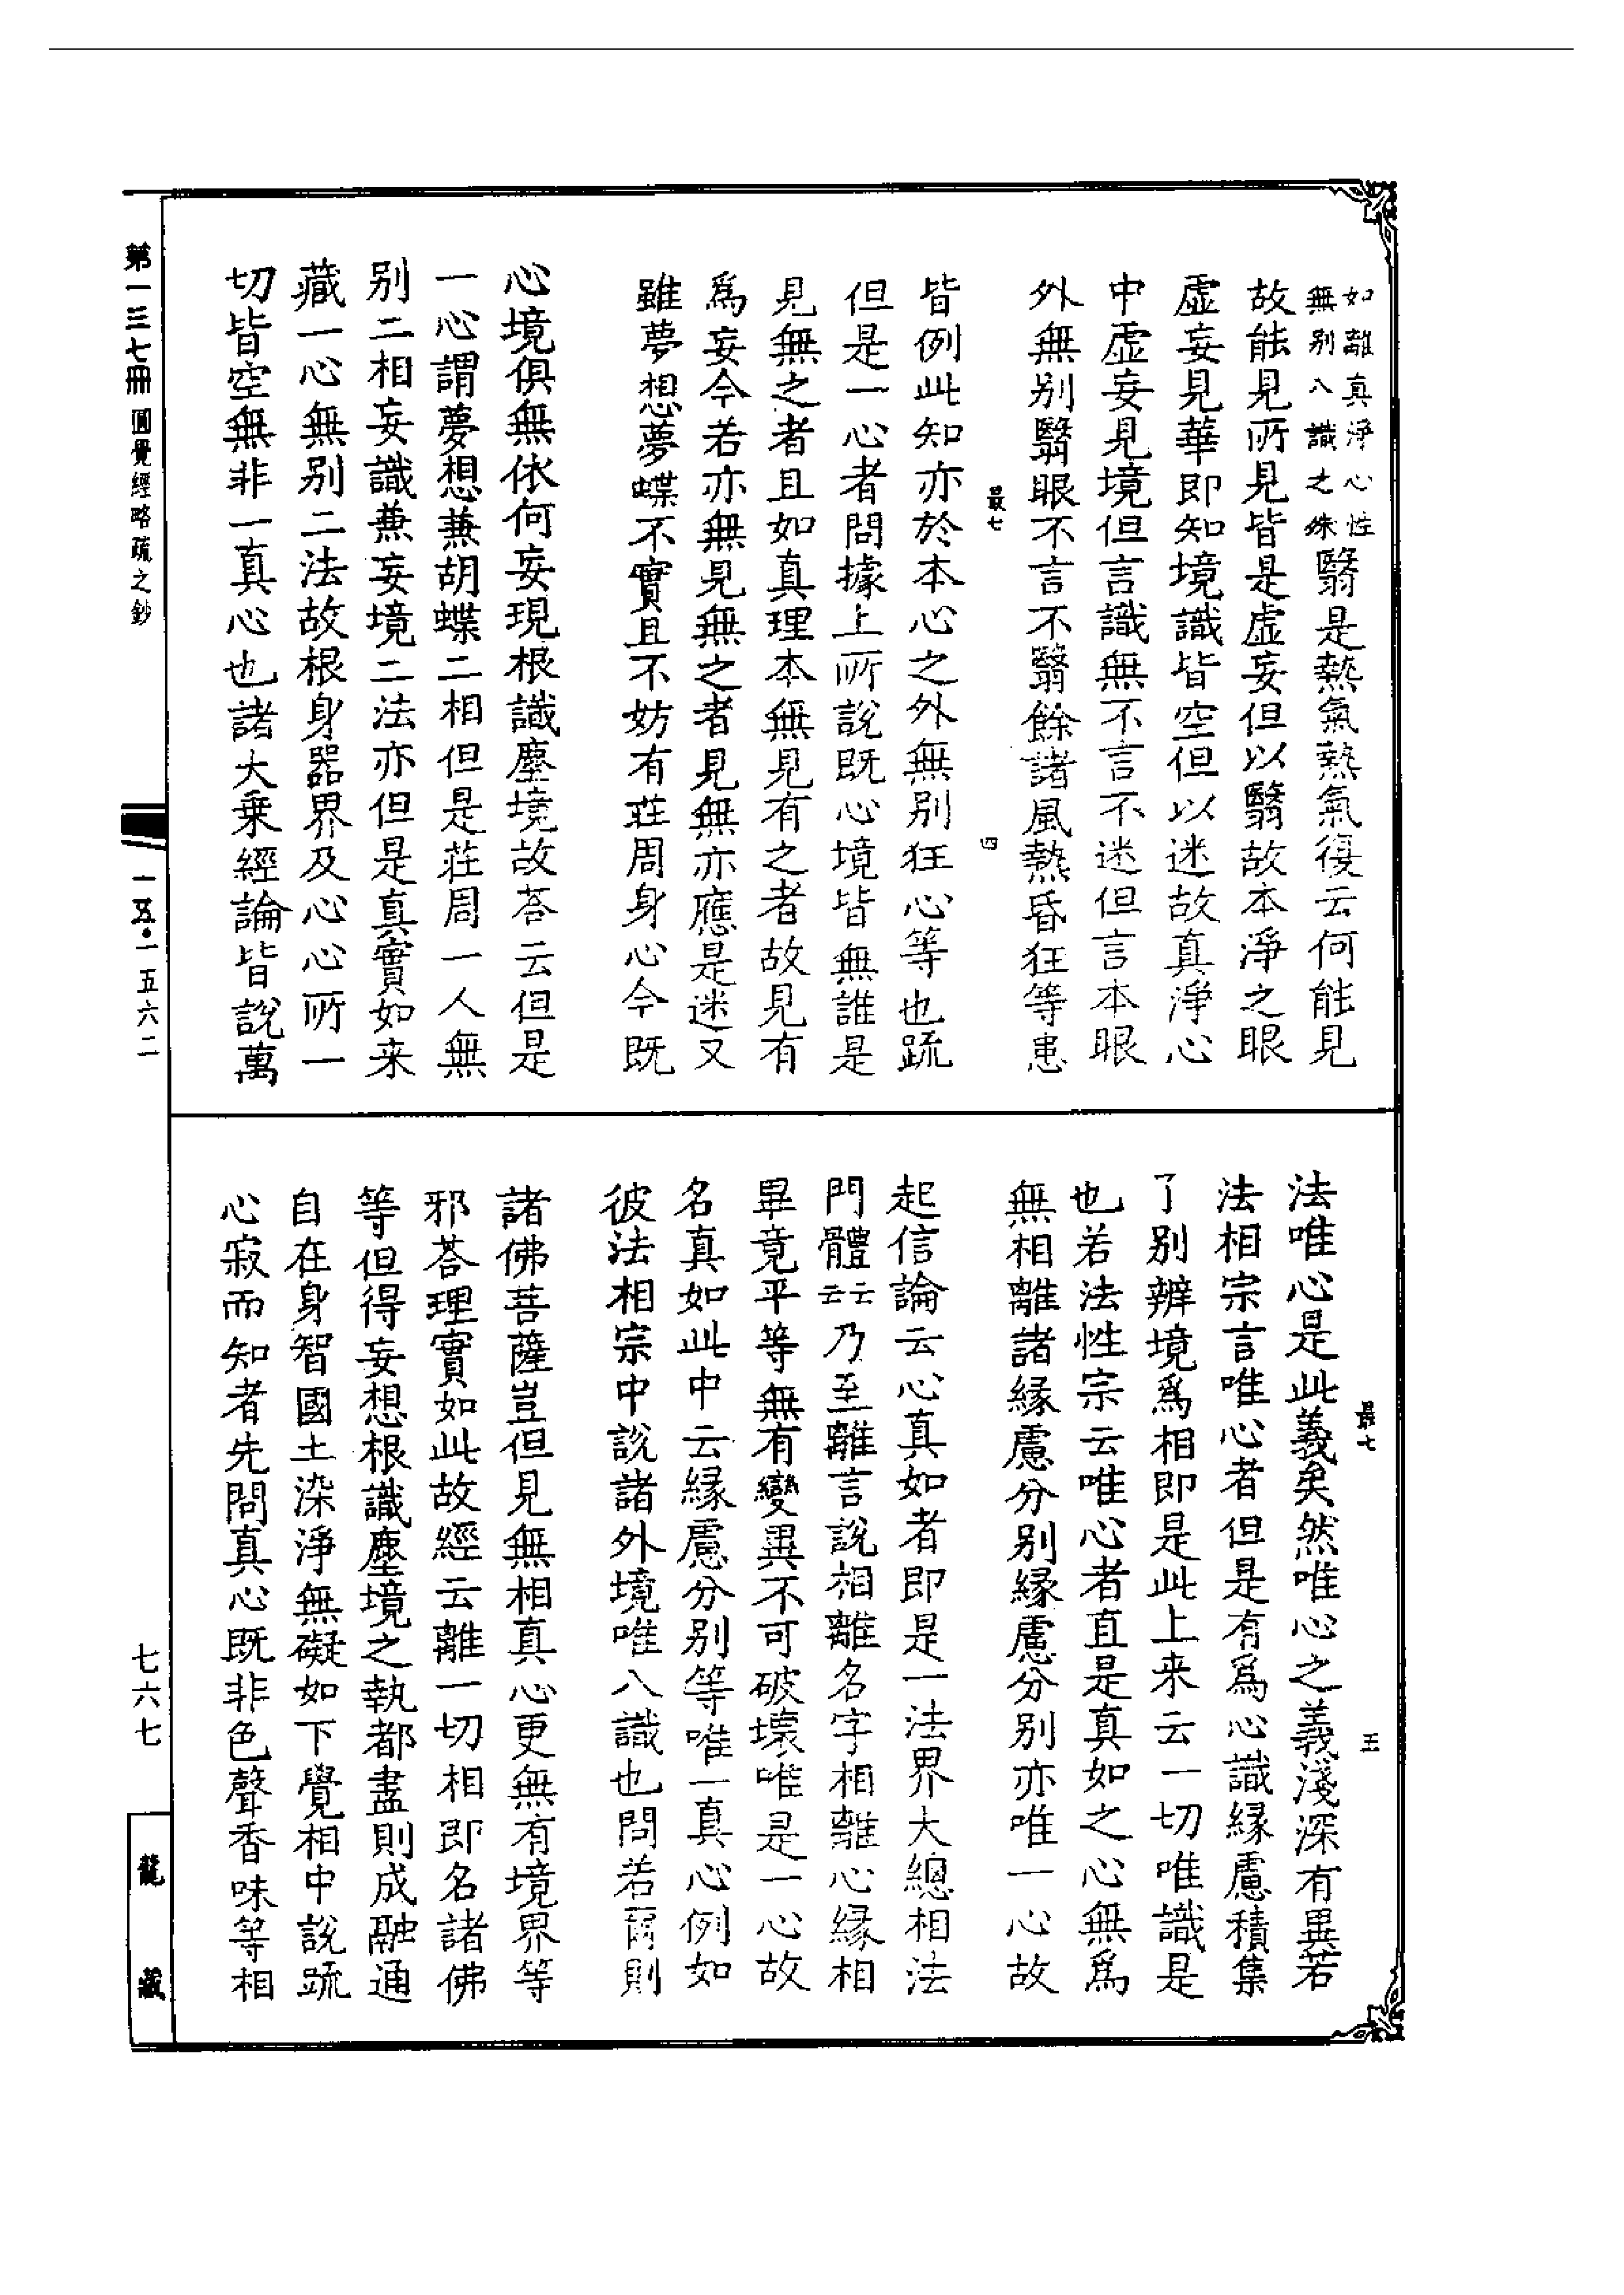 如離真淨心性
無别八識之殊翳是熱氣熱氣復云何能見
故能見所見皆是虛妄但以翳故本淨之眼
虛妄見華即知境識皆空但以迷故真淨心
中虛妄見境但言識無不言不迷但言本眼
外無别翳眼不言不翳餘諸風熱昏狂等患
最七
四
皆例此知亦於本心之外無别狂心等也䟽
但是一心者問據上所說既心境皆無誰是
見無之者且如真理本無見有之者故見有
爲妄今若亦無見無之者見無亦應是迷又
雖夢想夢蝶不實且不妨有莊周身心今既
心境俱無依何妄現根識塵境故荅云但是
一心謂夢想兼胡蝶二相但是莊周一人無
别二相妄識兼妄境二法亦但是真實如来
藏一心無别二法故根身器界及心心所一
切皆空無非一真心也諸大乗經論皆說萬
最七
五
法唯心是此義矣然唯心之義淺深有異若
法相宗言唯心者但是有爲心識緣慮積集
了别辨境爲相即是此上来云一切唯識是
也若法性宗云唯心者直是真如之心無爲
無相離諸緣慮分别緣慮分别亦唯一心故
起信論云心真如者即是一法界大總相法
門體云云乃至離言說相離名字相離心緣相
畢竟平等無有變異不可破壞唯是一心故
名真如此中云緣慮分别等唯一真心例如
彼法相宗中說諸外境唯八識也問若爾則
諸佛菩薩豈但見無相真心更無有境界等
邪荅理實如此故經云離一切相即名諸佛
等但得妄想根識塵境之執都盡則成融通
自在身智國土染淨無礙如下覺相中說䟽
心寂而知者先問真心既非色聲香味等相
第一三七冊 圓覺經略疏之鈔
一五五·一五六二
七六七
龍藏